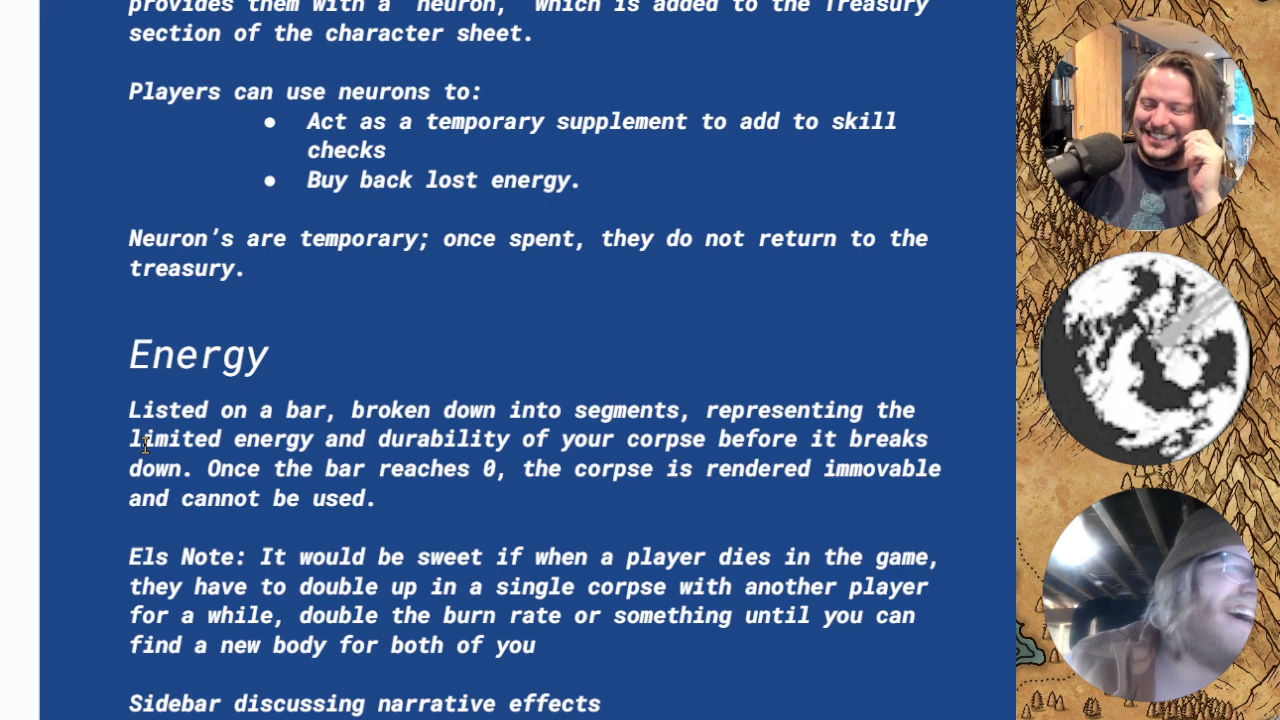 provides them with a "neuron," which is added to the Treasury
section of the character sheet.
Players can use neurons to:
● Act as a temporary supplement to add to skill
checks
● Buy back lost energy.
Neuron’s are temporary; once spent, they do not return to the
treasury.
Energy
Listed on a bar, broken down into segments, representing the
limited energy and durability of your corpse before it breaks
down. Once the bar reaches 0, the corpse is rendered immovable
and cannot be used.
Els Note: It would be sweet if when a player dies in the game,
they have to double up in a single corpse with another player
for a while, double the burn rate or something until you can
find a new body for both of you
Sidebar discussing narrative effects